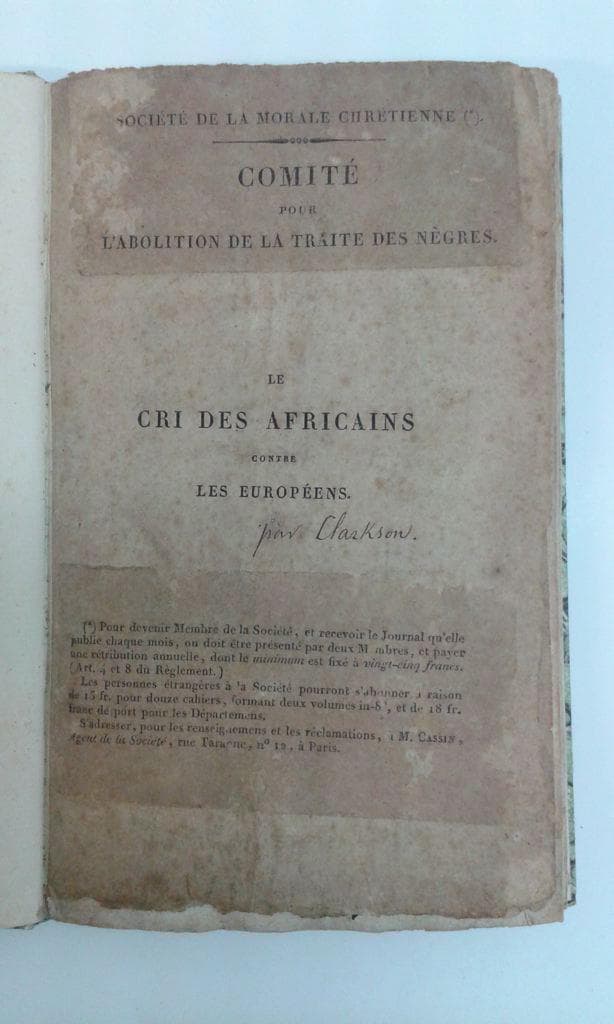 SOCIÉTÉ DE LA MORALE CHRÉTIENNE (*).
COMITÉ
POUR
L'ABOLITION DE LA TRAITE DES NÈGRES.
LE
CRI DES AFRICAINS
CONTRE
LES EUROPÉENS.
par Clarkson.
(*) Pour devenir Membre de la Société, et recevoir le Journal qu'elle
publie chaque mois, on doit être présenté par deux M mbres, et payer
une rétribution annuelle, dont le minimum est fixé à vingt-cinq francs.
(Art. 4 et 8 du Règlement.)
Les personnes étrangères à la Société pourront s'abonner à raison
de 15 fr. pour douze cahiers, formant deux volumes in-8°, et de 18 fr.
franc de port pour les Départemens.
S'adresser, pour les renseignemens et les réclamations, à M. CASSIN,
Agent de la Société, rue Taranne, n° 12, à Paris.